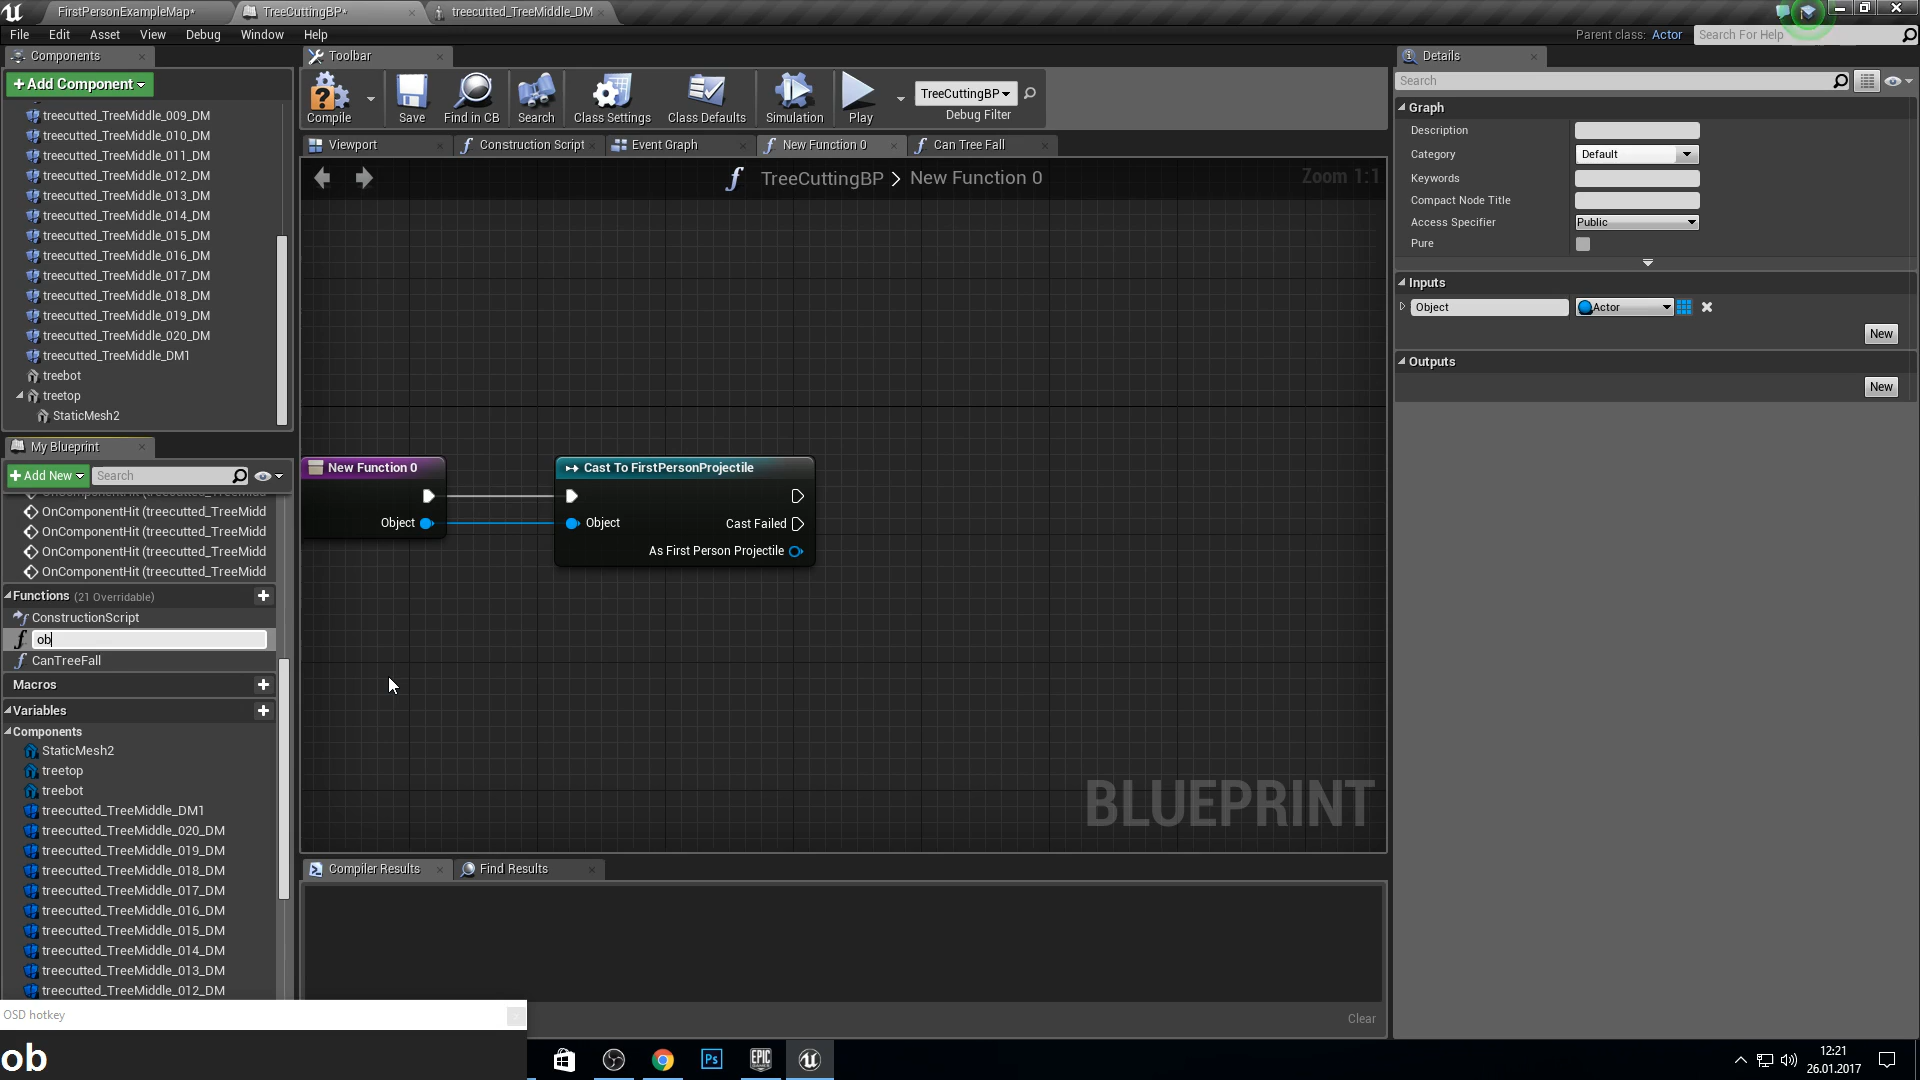 FirstPersonExampleMap*
TreeCuttingBP*
treecutted_TreeMiddle_DM
File Edit Asset View Debug Window Help
Parent class: Actor
Search For Help
Components
Toolbar
Details
+Add Component
Compile
Save
Find in CB
Search
Class Settings
Class Defaults
Simulation
Play
TreeCuttingBP
Debug Filter
Search
treecutted_TreeMiddle_009_DM
treecutted_TreeMiddle_010_DM
treecutted_TreeMiddle_011_DM
treecutted_TreeMiddle_012_DM
treecutted_TreeMiddle_013_DM
treecutted_TreeMiddle_014_DM
treecutted_TreeMiddle_015_DM
treecutted_TreeMiddle_016_DM
treecutted_TreeMiddle_017_DM
treecutted_TreeMiddle_018_DM
treecutted_TreeMiddle_019_DM
treecutted_TreeMiddle_020_DM
treecutted_TreeMiddle_DM1
treebot
treetop
StaticMesh2
Viewport
Construction Script
Event Graph
New Function 0
Can Tree Fall
TreeCuttingBP > New Function 0
Zoom 1:1
Graph
Description
Category
Default
Keywords
Compact Node Title
Access Specifier
Public
Pure
Inputs
Object
Actor
New
Outputs
New
New Function 0
Object
Cast To FirstPersonProjectile
Object
Cast Failed
As First Person Projectile
BLUEPRINT
My Blueprint
+Add New
Search
OnComponentHit (treecutted_TreeMidd
OnComponentHit (treecutted_TreeMidd
OnComponentHit (treecutted_TreeMidd
OnComponentHit (treecutted_TreeMidd
OnComponentHit (treecutted_TreeMidd
Functions (21 Overridable)
ConstructionScript
ob
CanTreeFall
Macros
Variables
Components
StaticMesh2
treetop
treebot
treecutted_TreeMiddle_DM1
treecutted_TreeMiddle_020_DM
treecutted_TreeMiddle_019_DM
treecutted_TreeMiddle_018_DM
treecutted_TreeMiddle_017_DM
treecutted_TreeMiddle_016_DM
treecutted_TreeMiddle_015_DM
treecutted_TreeMiddle_014_DM
treecutted_TreeMiddle_013_DM
treecutted_TreeMiddle_012_DM
Compiler Results
Find Results
Clear
OSD hotkey
ob
Ps
EPIC
GAMES
12:21
26.01.2017